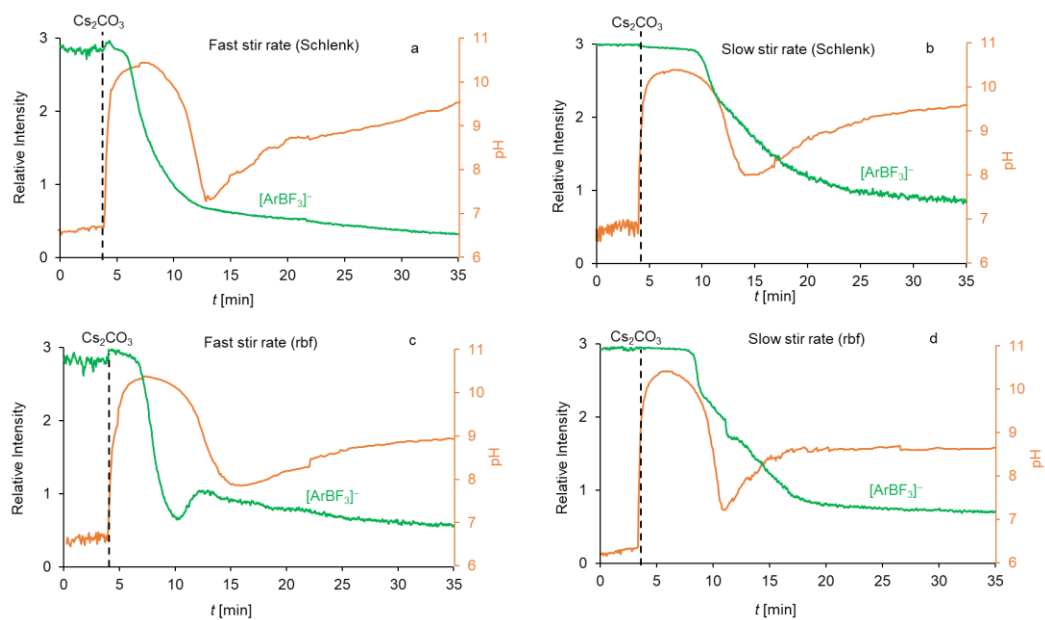 Cs₂CO₃
Fast stir rate (Schlenk) a
3
2
1
0
Relative Intensity
11
10
9
8
7
6
pH
[ArBF₃]⁻
0 5 10 15 20 25 30 35
t [min]
Cs₂CO₃
Slow stir rate (Schlenk) b
3
2
1
0
Relative Intensity
11
10
9
8
7
6
pH
[ArBF₃]⁻
0 5 10 15 20 25 30 35
t [min]
Cs₂CO₃
Fast stir rate (rbf) c
3
2
1
0
Relative Intensity
11
10
9
8
7
6
pH
[ArBF₃]⁻
0 5 10 15 20 25 30 35
t [min]
Cs₂CO₃
Slow stir rate (rbf) d
3
2
1
0
Relative Intensity
11
10
9
8
7
6
pH
[ArBF₃]⁻
0 5 10 15 20 25 30 35
t [min]